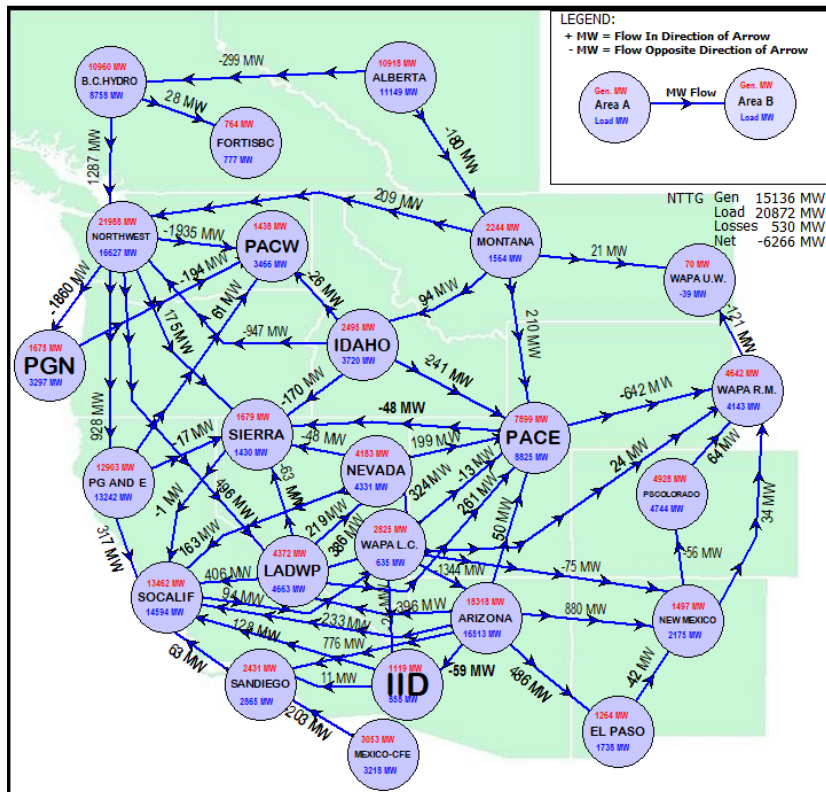 LEGEND:
+ MW = Flow In Direction of Arrow
- MW = Flow Opposite Direction of Arrow
Gen. MW
Area A
Load MW
MW Flow
Gen. MW
Area B
Load MW
NTTG Gen 15136 MW
Load 20872 MW
Losses 530 MW
Net -6266 MW
10960 MW
B.C.HYDRO
8758 MW
-299 MW
10918 MW
ALBERTA
11149 MW
28 MW
764 MW
FORTISBC
777 MW
1287 MW
-180 MW
209 MW
21988 MW
NORTHWEST
16627 MW
-1935 MW
1438 MW
PACW
3466 MW
2244 MW
MONTANA
1564 MW
21 MW
70 MW
WAPA U.W.
-39 MW
-1860 MW
-194 MW
61 MW
-26 MW
94 MW
210 MW
-121 MW
175MW
-947 MW
1675 MW
PGN
3297 MW
2495 MW
IDAHO
3720 MW
241 MW
-642 MW
4642 MW
WAPA R.M.
4143 MW
-170 MW
928 MW
1679 MW
SIERRA
1430 MW
-48 MW
-48 MW
7899 MW
PACE
8825 MW
199 MW
-17 MW
12903 MW
PG AND E
13242 MW
4183 MW
NEVADA
4331 MW
324MW
-13 MW
261 MW
24 MW
64 MW
4928 MW
PSCOLORADO
4744 MW
34 MW
-1 MW
496 MW
-63 MW
219 MW
386 MW
163MW
317 MW
2825 MW
WAPA L.C.
635 MW
50 MW
-56 MW
4372 MW
LADWP
4663 MW
-1344 MW
-75 MW
13462 MW
SOCALIF
14594 MW
406 MW
94 MW
-233 MW
396 MW
128 MW
776 MW
18318 MW
ARIZONA
16513 MW
880 MW
1497 MW
NEW MEXICO
2175 MW
63 MW
2431 MW
SANDIEGO
2865 MW
11 MW
1119 MW
IID
858 MW
-59 MW
486 MW
42 MW
1264 MW
EL PASO
1738 MW
3053 MW
MEXICO-CFE
3218 MW